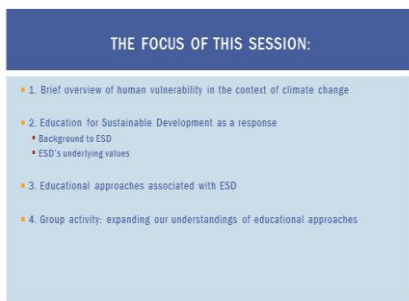 THE FOCUS OF THIS SESSION:
1. Brief overview of human vulnerability in the context of climate change
2. Education for Sustainable Development as a response
Background to ESD
ESD's underlying values
3. Educational approaches associated with ESD
4. Group activity: expanding our understandings of educational approaches